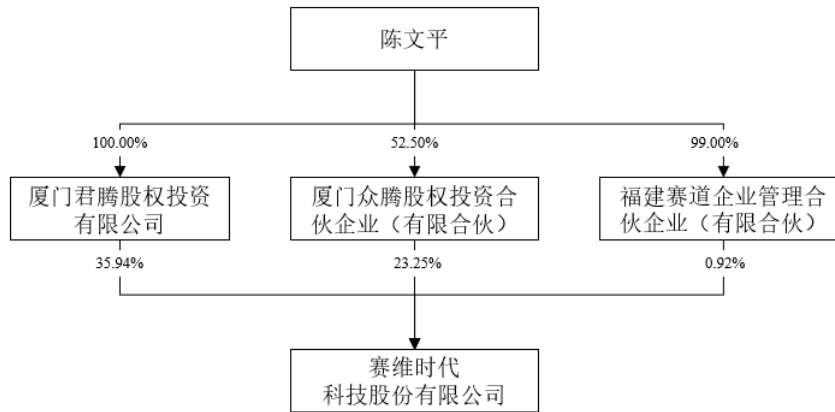 陈文平
100.00%
52.50%
99.00%
厦门君腾股权投资
有限公司
厦门众腾股权投资合
伙企业（有限合伙）
福建赛道企业管理合
伙企业（有限合伙）
35.94%
23.25%
0.92%
赛维时代
科技股份有限公司